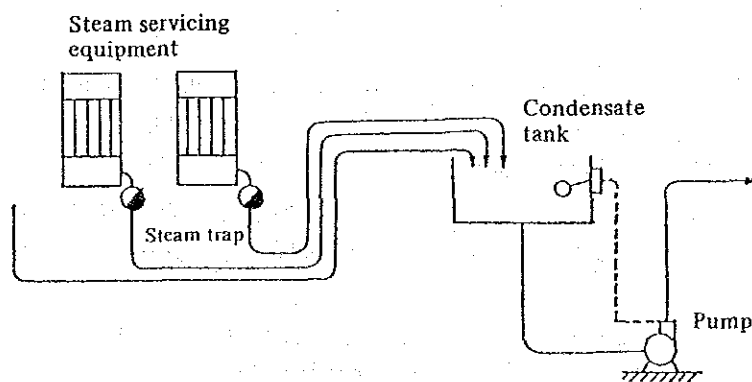 Steam servicing
equipment
Condensate
tank
Steam trap
Pump